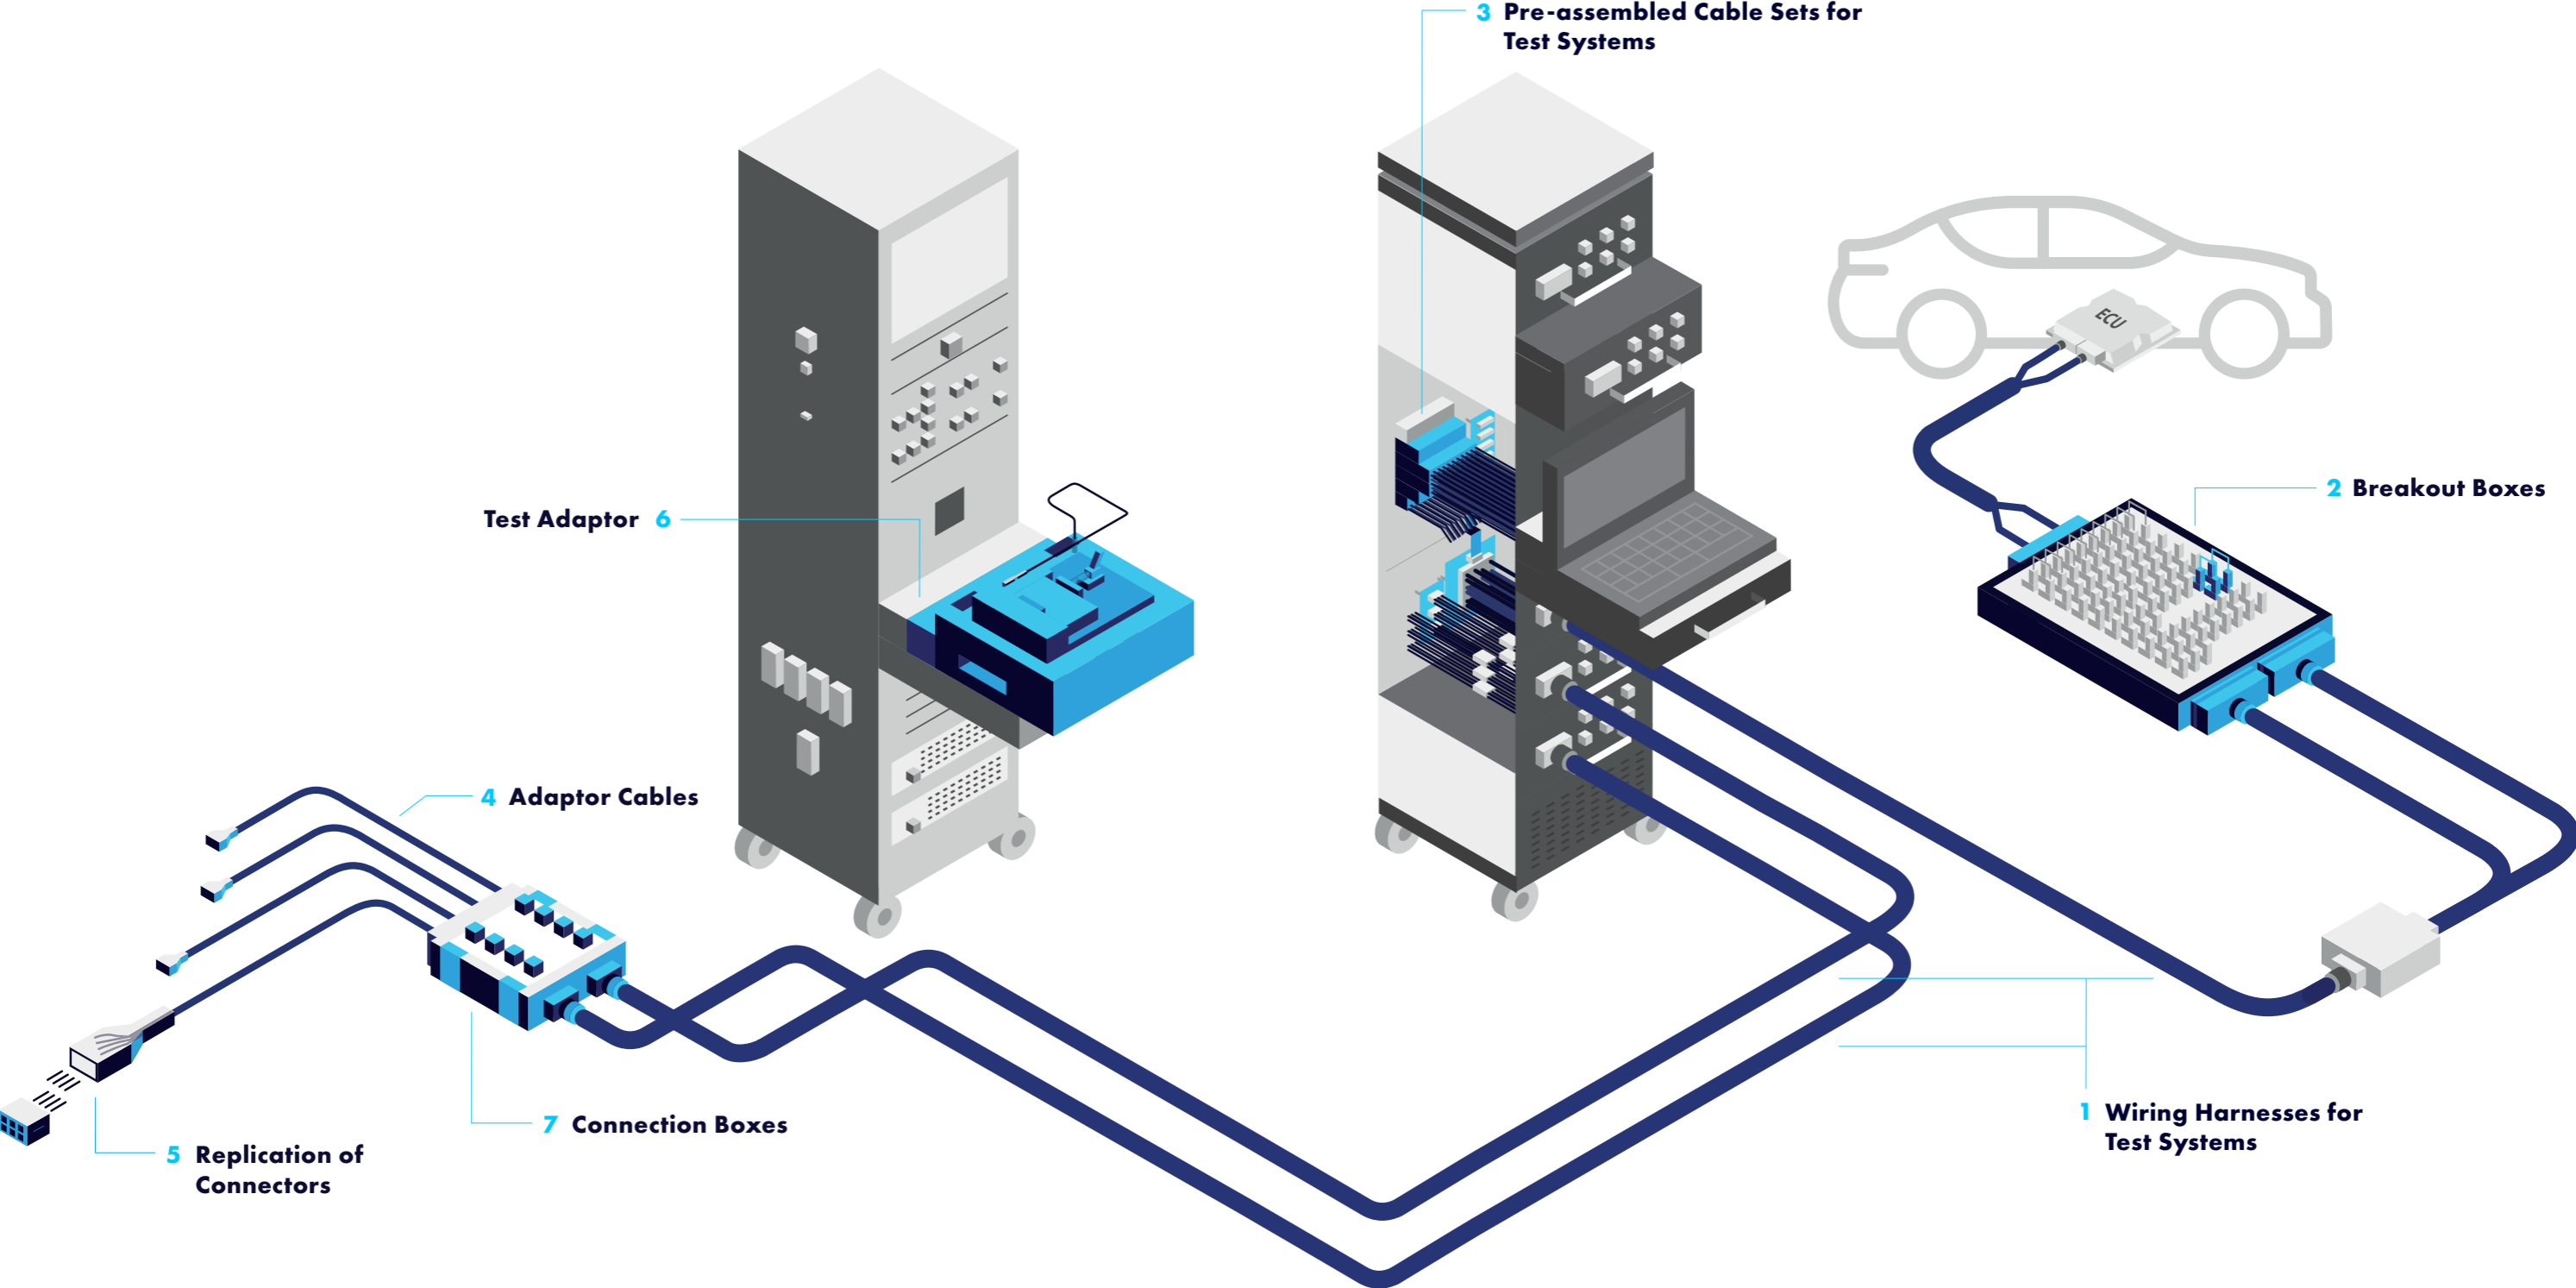 3 Pre-assembled Cable Sets for
Test Systems
ECU
2 Breakout Boxes
Test Adaptor 6
4 Adaptor Cables
1 Wiring Harnesses for
Test Systems
7 Connection Boxes
5 Replication of
Connectors